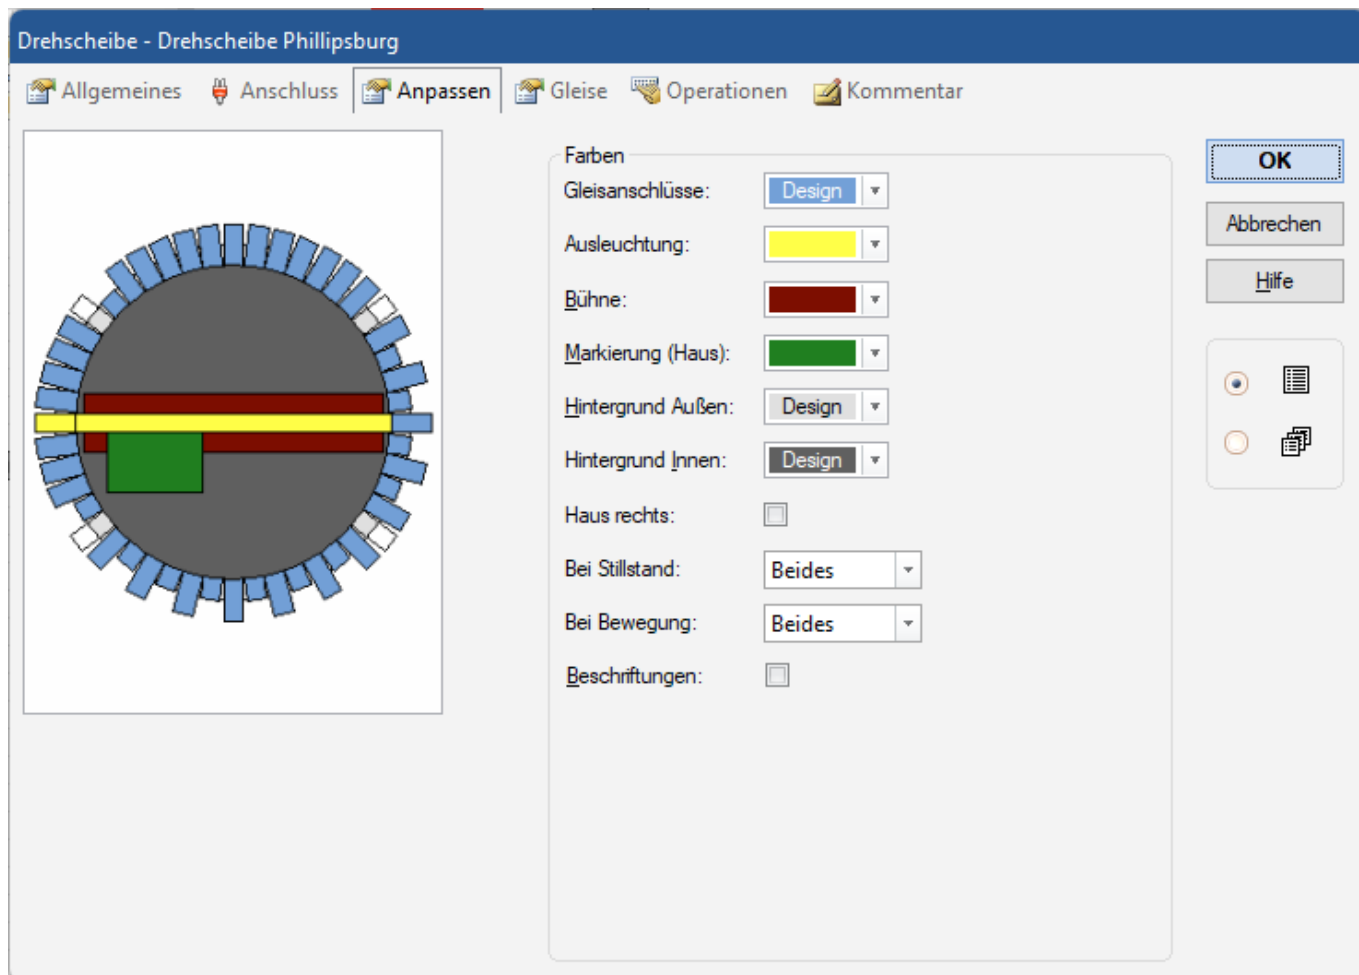 Drehscheibe - Drehscheibe Phillipsburg
Allgemeines Anschluss Anpassen Gleise Operationen Kommentar
Farben
Gleisanschlüsse: Design
Ausleuchtung:
Bühne:
Markierung (Haus):
Hintergrund Außen: Design
Hintergrund Innen: Design
Haus rechts:
Bei Stillstand: Beides
Bei Bewegung: Beides
Beschriftungen:
OK
Abbrechen
Hilfe